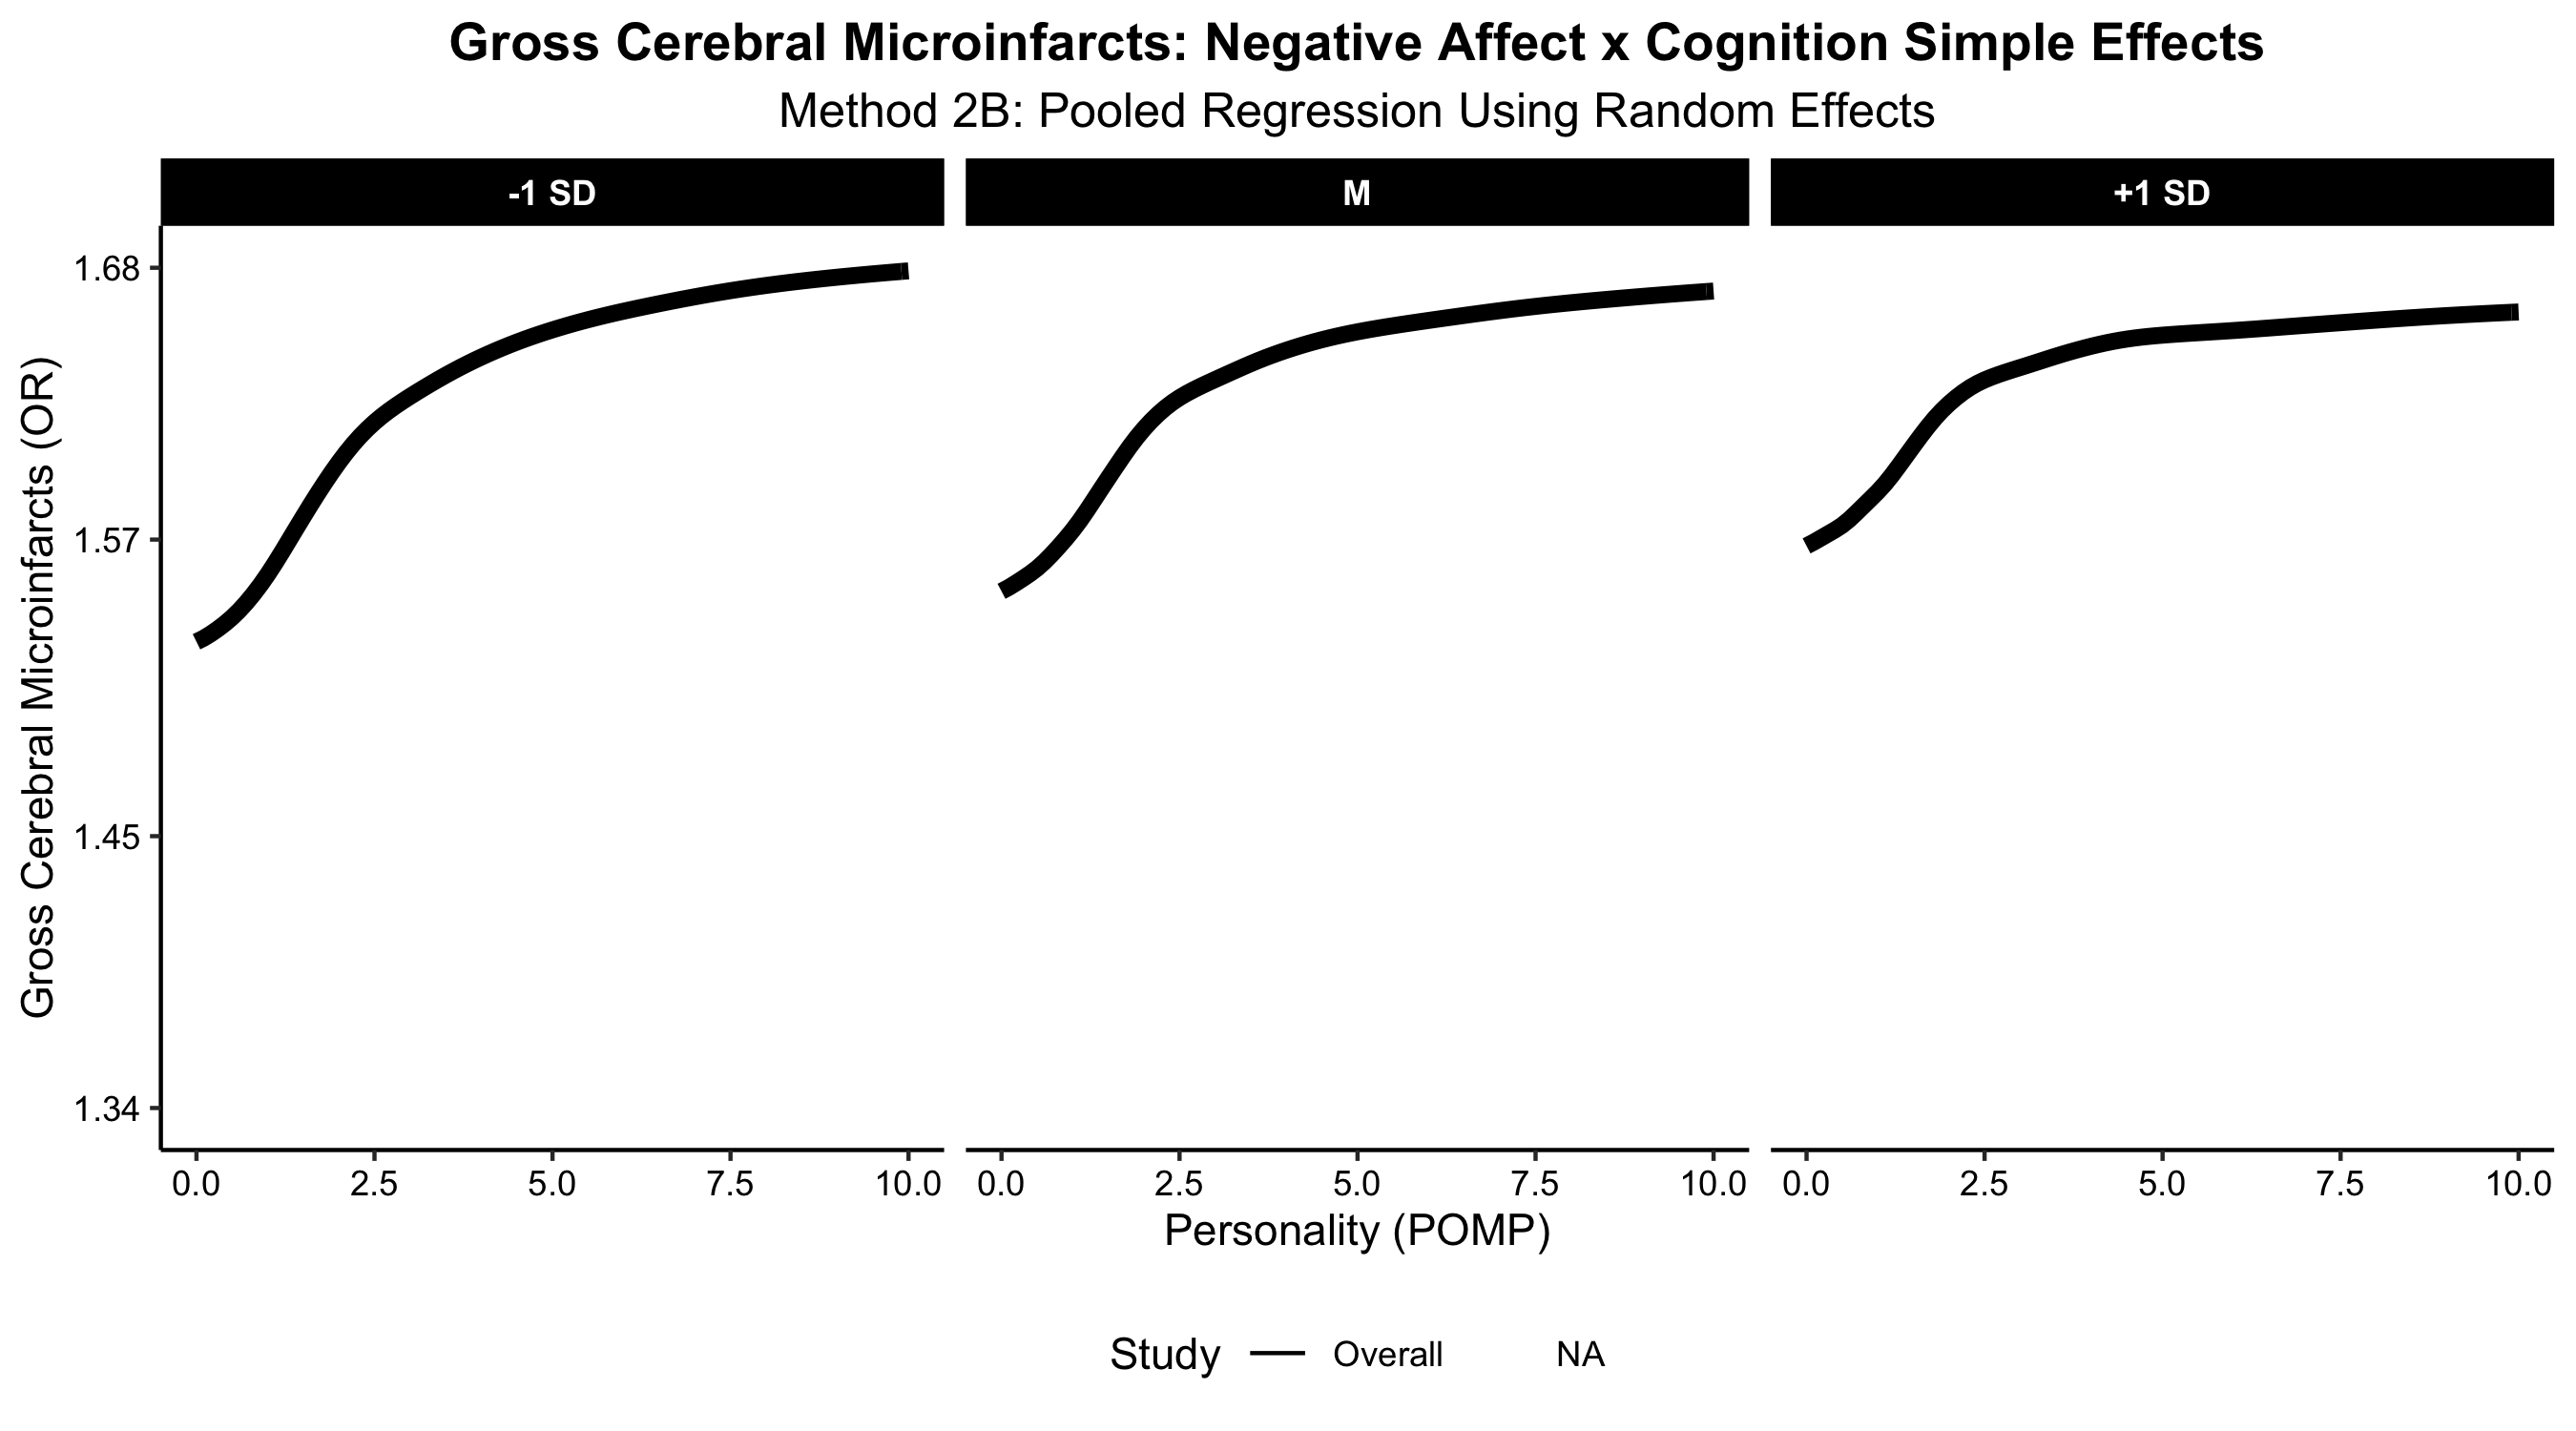 Gross Cerebral Microinfarcts: Negative Affect x Cognition Simple Effects
Method 2B: Pooled Regression Using Random Effects
-1 SD
M
+1 SD
Gross Cerebral Microinfarcts (OR)
1.68
1.57
1.45
1.34
0.0 2.5 5.0 7.5 10.0
0.0 2.5 5.0 7.5 10.0
0.0 2.5 5.0 7.5 10.0
Personality (POMP)
Study Overall NA